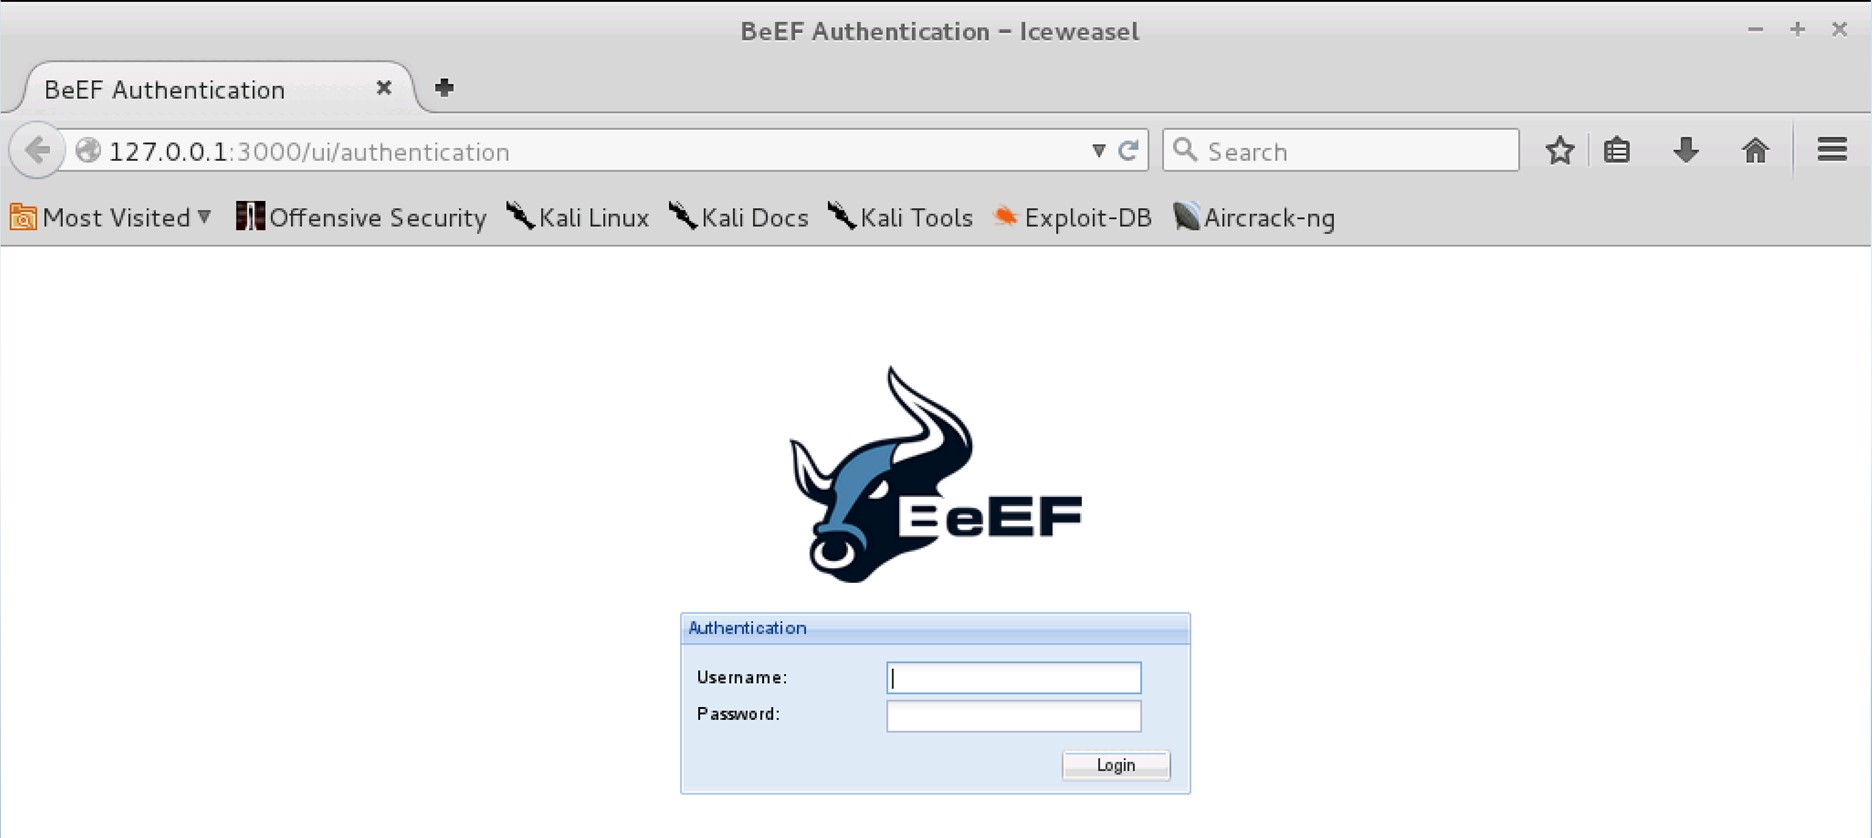 BeEF Authentication - Iceweasel
BeEF Authentication
127.0.0.1:3000/ui/authentication
Search
Most Visited Offensive Security Kali Linux Kali Docs Kali Tools Exploit-DB Aircrack-ng
BeEF
Authentication
Username:
Password:
Login